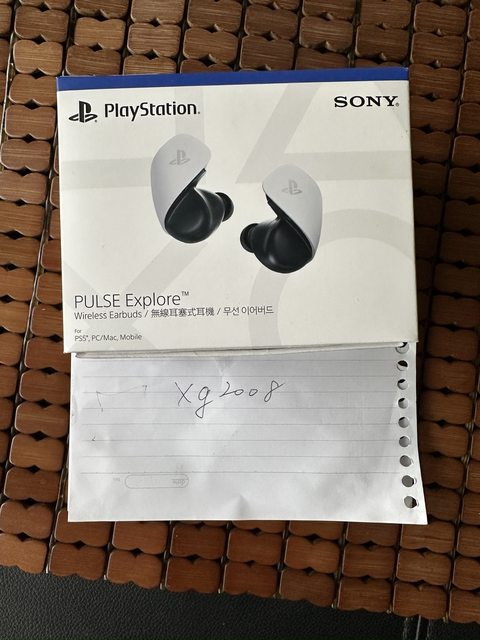 PlayStation®
SONY®
PULSE Explore™
Wireless Earbuds / 無線耳塞式耳機 / 무선 이어버드
For
PS5®, PC/Mac, Mobile
xg2008